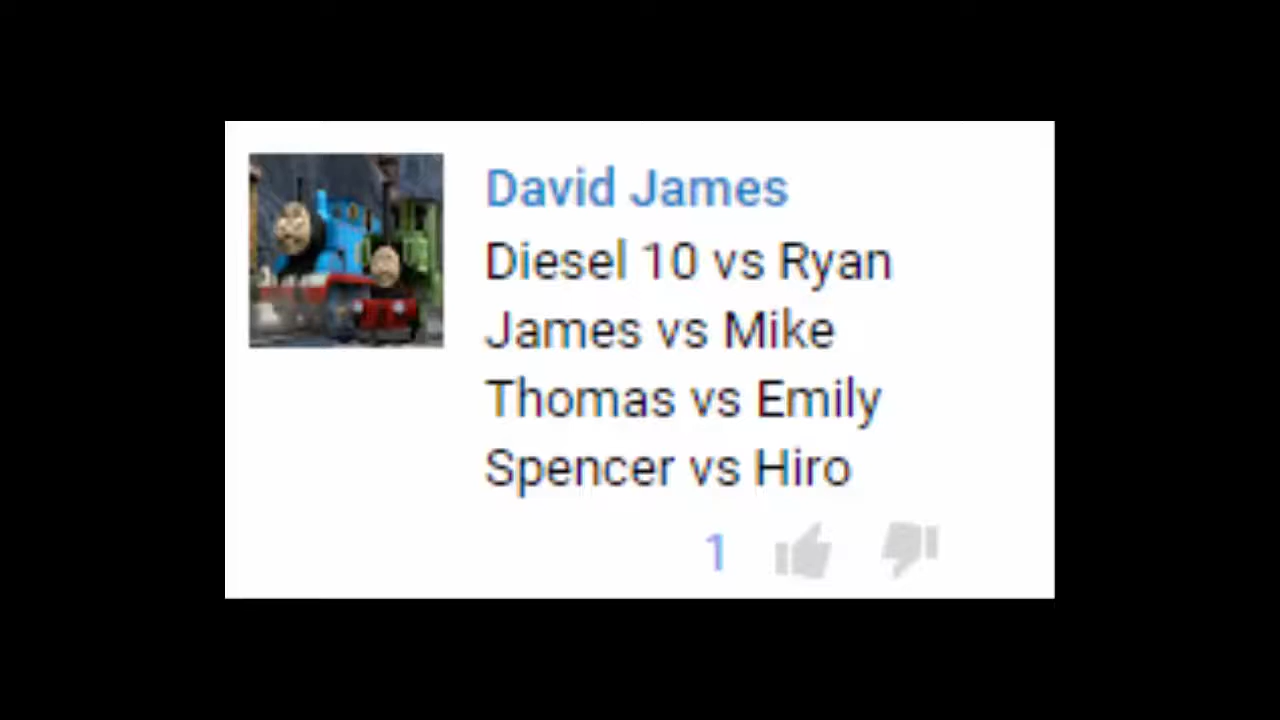 David James
Diesel 10 vs Ryan
James vs Mike
Thomas vs Emily
Spencer vs Hiro
1